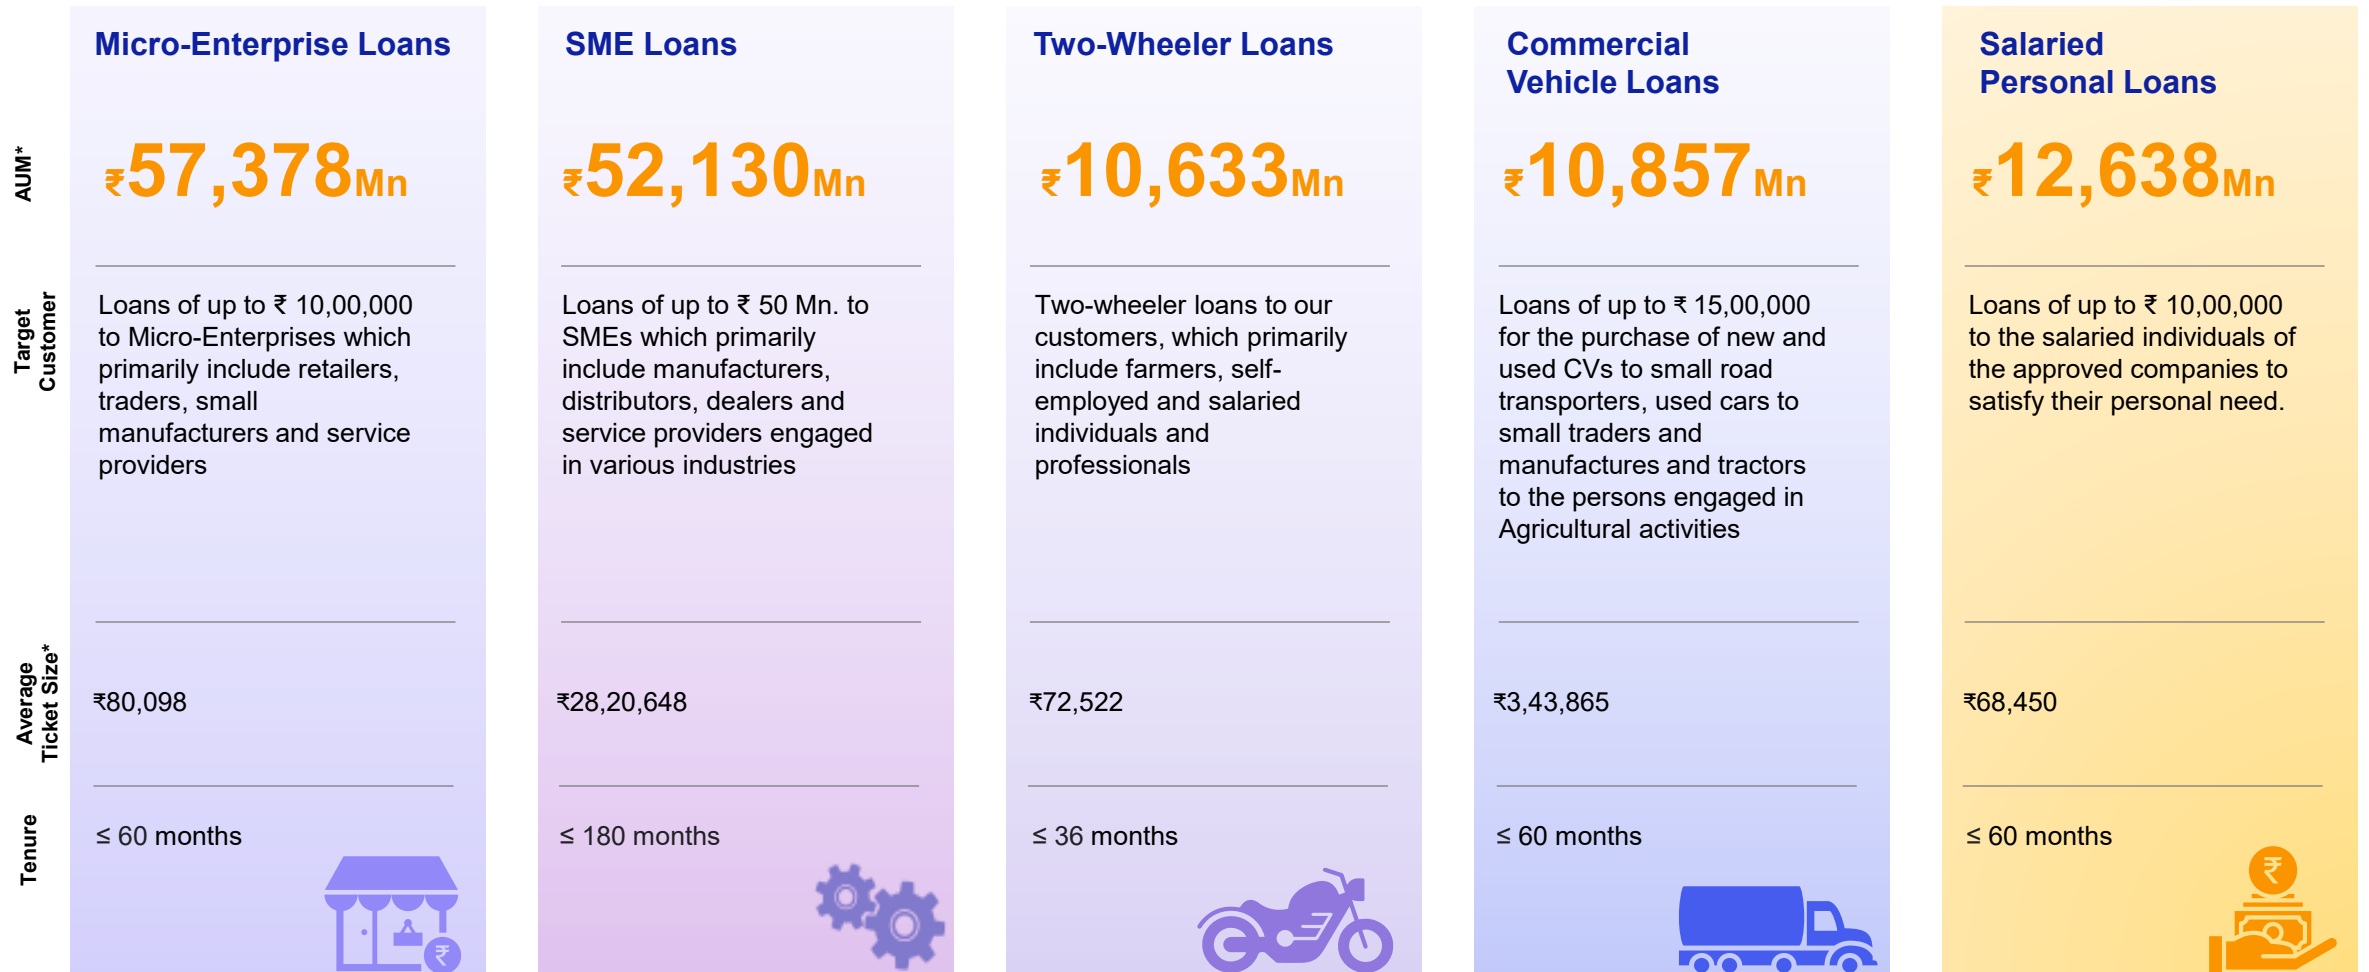 Micro-Enterprise Loans
SME Loans
Two-Wheeler Loans
Commercial
Vehicle Loans
Salaried
Personal Loans
AUM*
₹57,378Mn
₹52,130Mn
₹10,633Mn
₹10,857Mn
₹12,638Mn
Target
Customer
Loans of up to ₹ 10,00,000
to Micro-Enterprises which
primarily include retailers,
traders, small
manufacturers and service
providers
Loans of up to ₹ 50 Mn. to
SMEs which primarily
include manufacturers,
distributors, dealers and
service providers engaged
in various industries
Two-wheeler loans to our
customers, which primarily
include farmers, self-
employed and salaried
individuals and
professionals
Loans of up to ₹ 15,00,000
for the purchase of new and
used CVs to small road
transporters, used cars to
small traders and
manufactures and tractors
to the persons engaged in
Agricultural activities
Loans of up to ₹ 10,00,000
to the salaried individuals of
the approved companies to
satisfy their personal need.
Average
Ticket Size*
₹80,098
₹28,20,648
₹72,522
₹3,43,865
₹68,450
Tenure
≤ 60 months
≤ 180 months
≤ 36 months
≤ 60 months
≤ 60 months
₹
₹